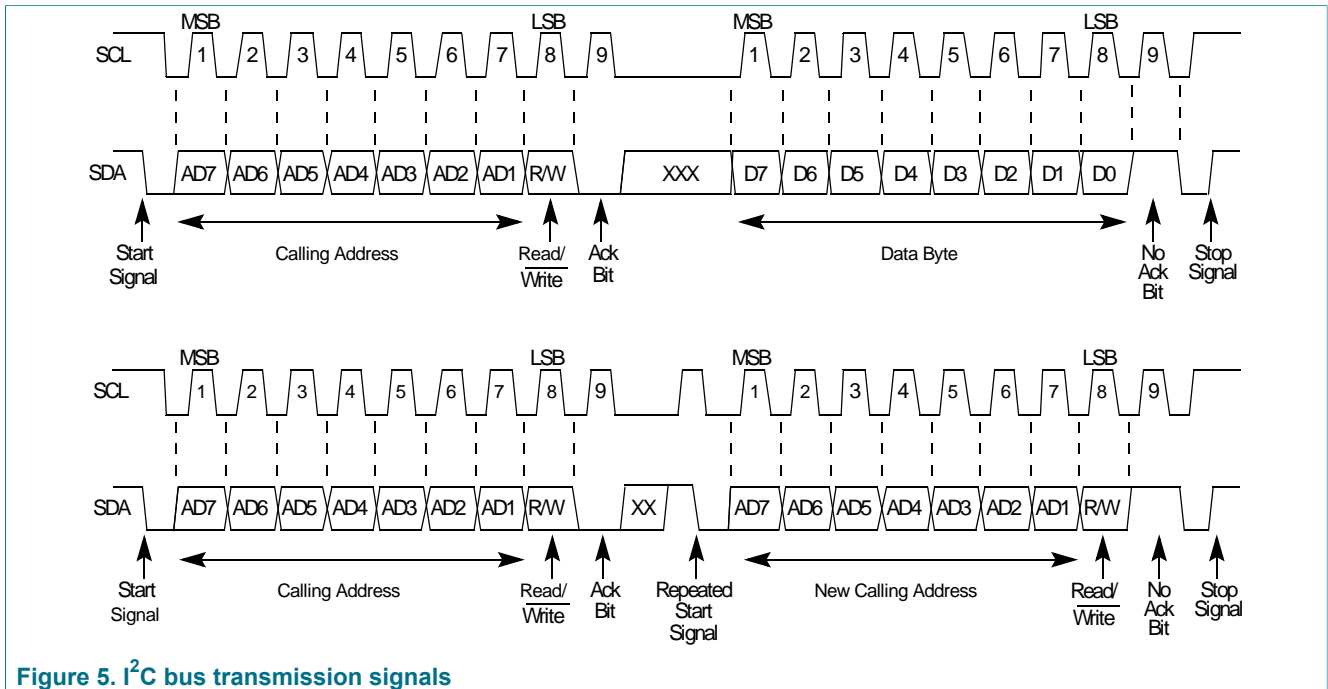 MSB LSB MSB LSB
SCL 1 2 3 4 5 6 7 8 9 1 2 3 4 5 6 7 8 9
SDA AD7 AD6 AD5 AD4 AD3 AD2 AD1 R/W XXX D7 D6 D5 D4 D3 D2 D1 D0
Start Signal
Calling Address
Read/ Write
Ack Bit
Data Byte
No Ack Bit
Stop Signal
MSB LSB MSB LSB
SCL 1 2 3 4 5 6 7 8 9 1 2 3 4 5 6 7 8 9
SDA AD7 AD6 AD5 AD4 AD3 AD2 AD1 R/W XX AD7 AD6 AD5 AD4 AD3 AD2 AD1 R/W
Start Signal
Calling Address
Read/ Write
Ack Bit
Repeated Start Signal
New Calling Address
Read/ Write
No Ack Bit
Stop Signal
Figure 5. I²C bus transmission signals